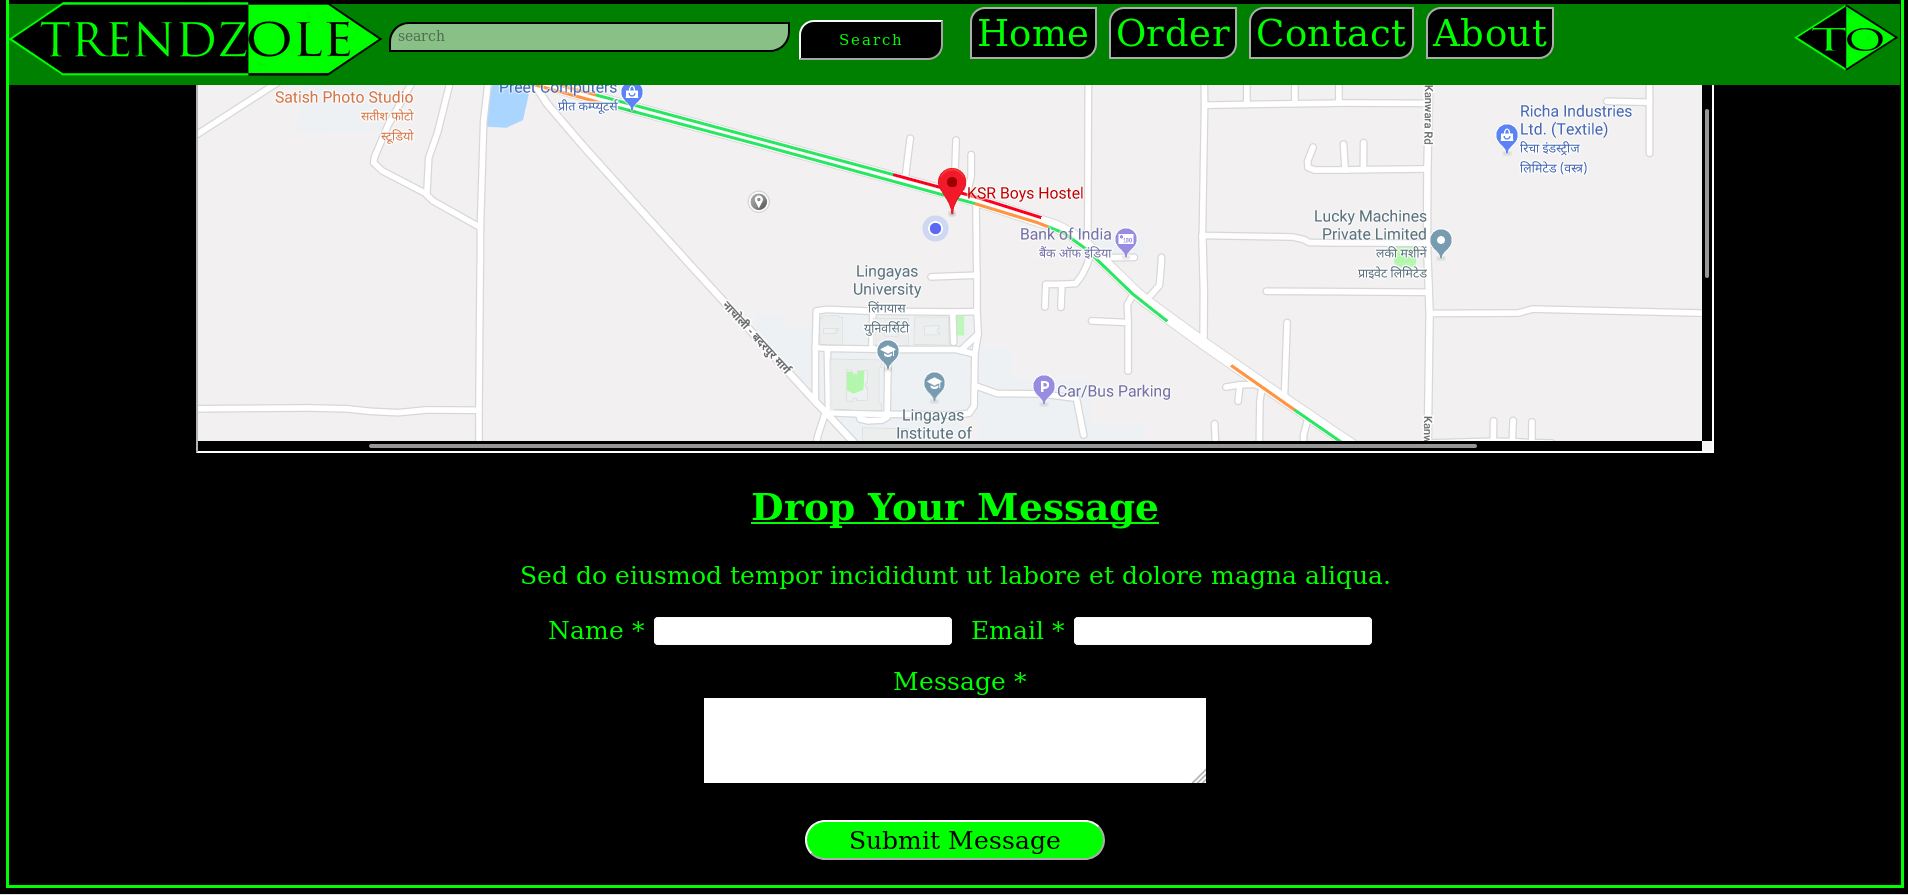 TRENDZOLE
search
Search
Home
Order
Contact
About
TO
Satish Photo Studio
सतीश फोटो
स्टूडियो
Preet Computers
प्रीत कम्प्यूटर्स
Kanwara Rd
Richa Industries
Ltd. (Textile)
रिचा इंडस्ट्रीज
लिमिटेड (वस्त्र)
KSR Boys Hostel
Bank of India
बैंक ऑफ इंडिया
Lucky Machines
Private Limited
लकी मशीनें
प्राइवेट लिमिटेड
Lingayas
University
लिंगयास
युनिवर्सिटी
नाचोली - बदरपुर मार्ग
P
Car/Bus Parking
Lingayas
Institute of
Kanw
Drop Your Message
Sed do eiusmod tempor incididunt ut labore et dolore magna aliqua.
Name *
Email *
Message *
Submit Message